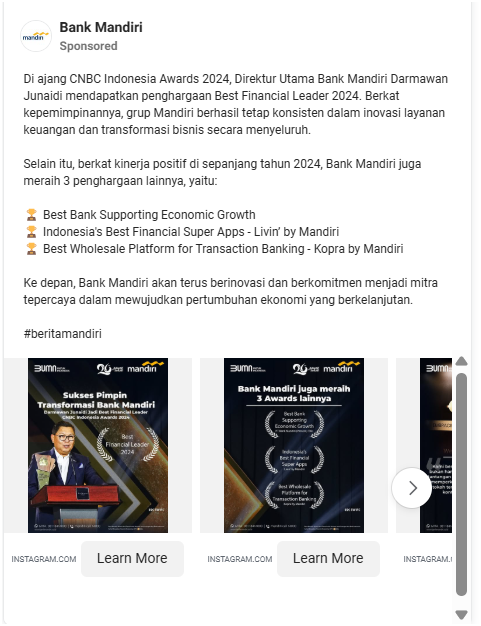 Bank Mandiri
mandiri
Sponsored
Di ajang CNBC Indonesia Awards 2024, Direktur Utama Bank Mandiri Darmawan
Junaidi mendapatkan penghargaan Best Financial Leader 2024. Berkat
kepemimpinannya, grup Mandiri berhasil tetap konsisten dalam inovasi layanan
keuangan dan transformasi bisnis secara menyeluruh.
Selain itu, berkat kinerja positif di sepanjang tahun 2024, Bank Mandiri juga
meraih 3 penghargaan lainnya, yaitu:
🏆 Best Bank Supporting Economic Growth
🏆 Indonesia's Best Financial Super Apps - Livin' by Mandiri
🏆 Best Wholesale Platform for Transaction Banking - Kopra by Mandiri
Ke depan, Bank Mandiri akan terus berinovasi dan berkomitmen menjadi mitra
tepercaya dalam mewujudkan pertumbuhan ekonomi yang berkelanjutan.
#beritamandiri
BUMN
mandiri
Sukses Pimpin
Transformasi Bank Mandiri
Darmawan Junaidi Jadi Best Financial Leader
CNBC Indonesia Awards 2024
Best
Financial Leader
2024
BUMN
mandiri
Bank Mandiri juga meraih
3 Awards lainnya
Best Bank
Supporting
Economic Growth
Indonesia's
Best Financial
Super Apps
Best Wholesale
Platform for
Transaction Banking
BUMN
INSTAGRAM.COM
Learn More
INSTAGRAM.COM
Learn More
INSTAGRAM.